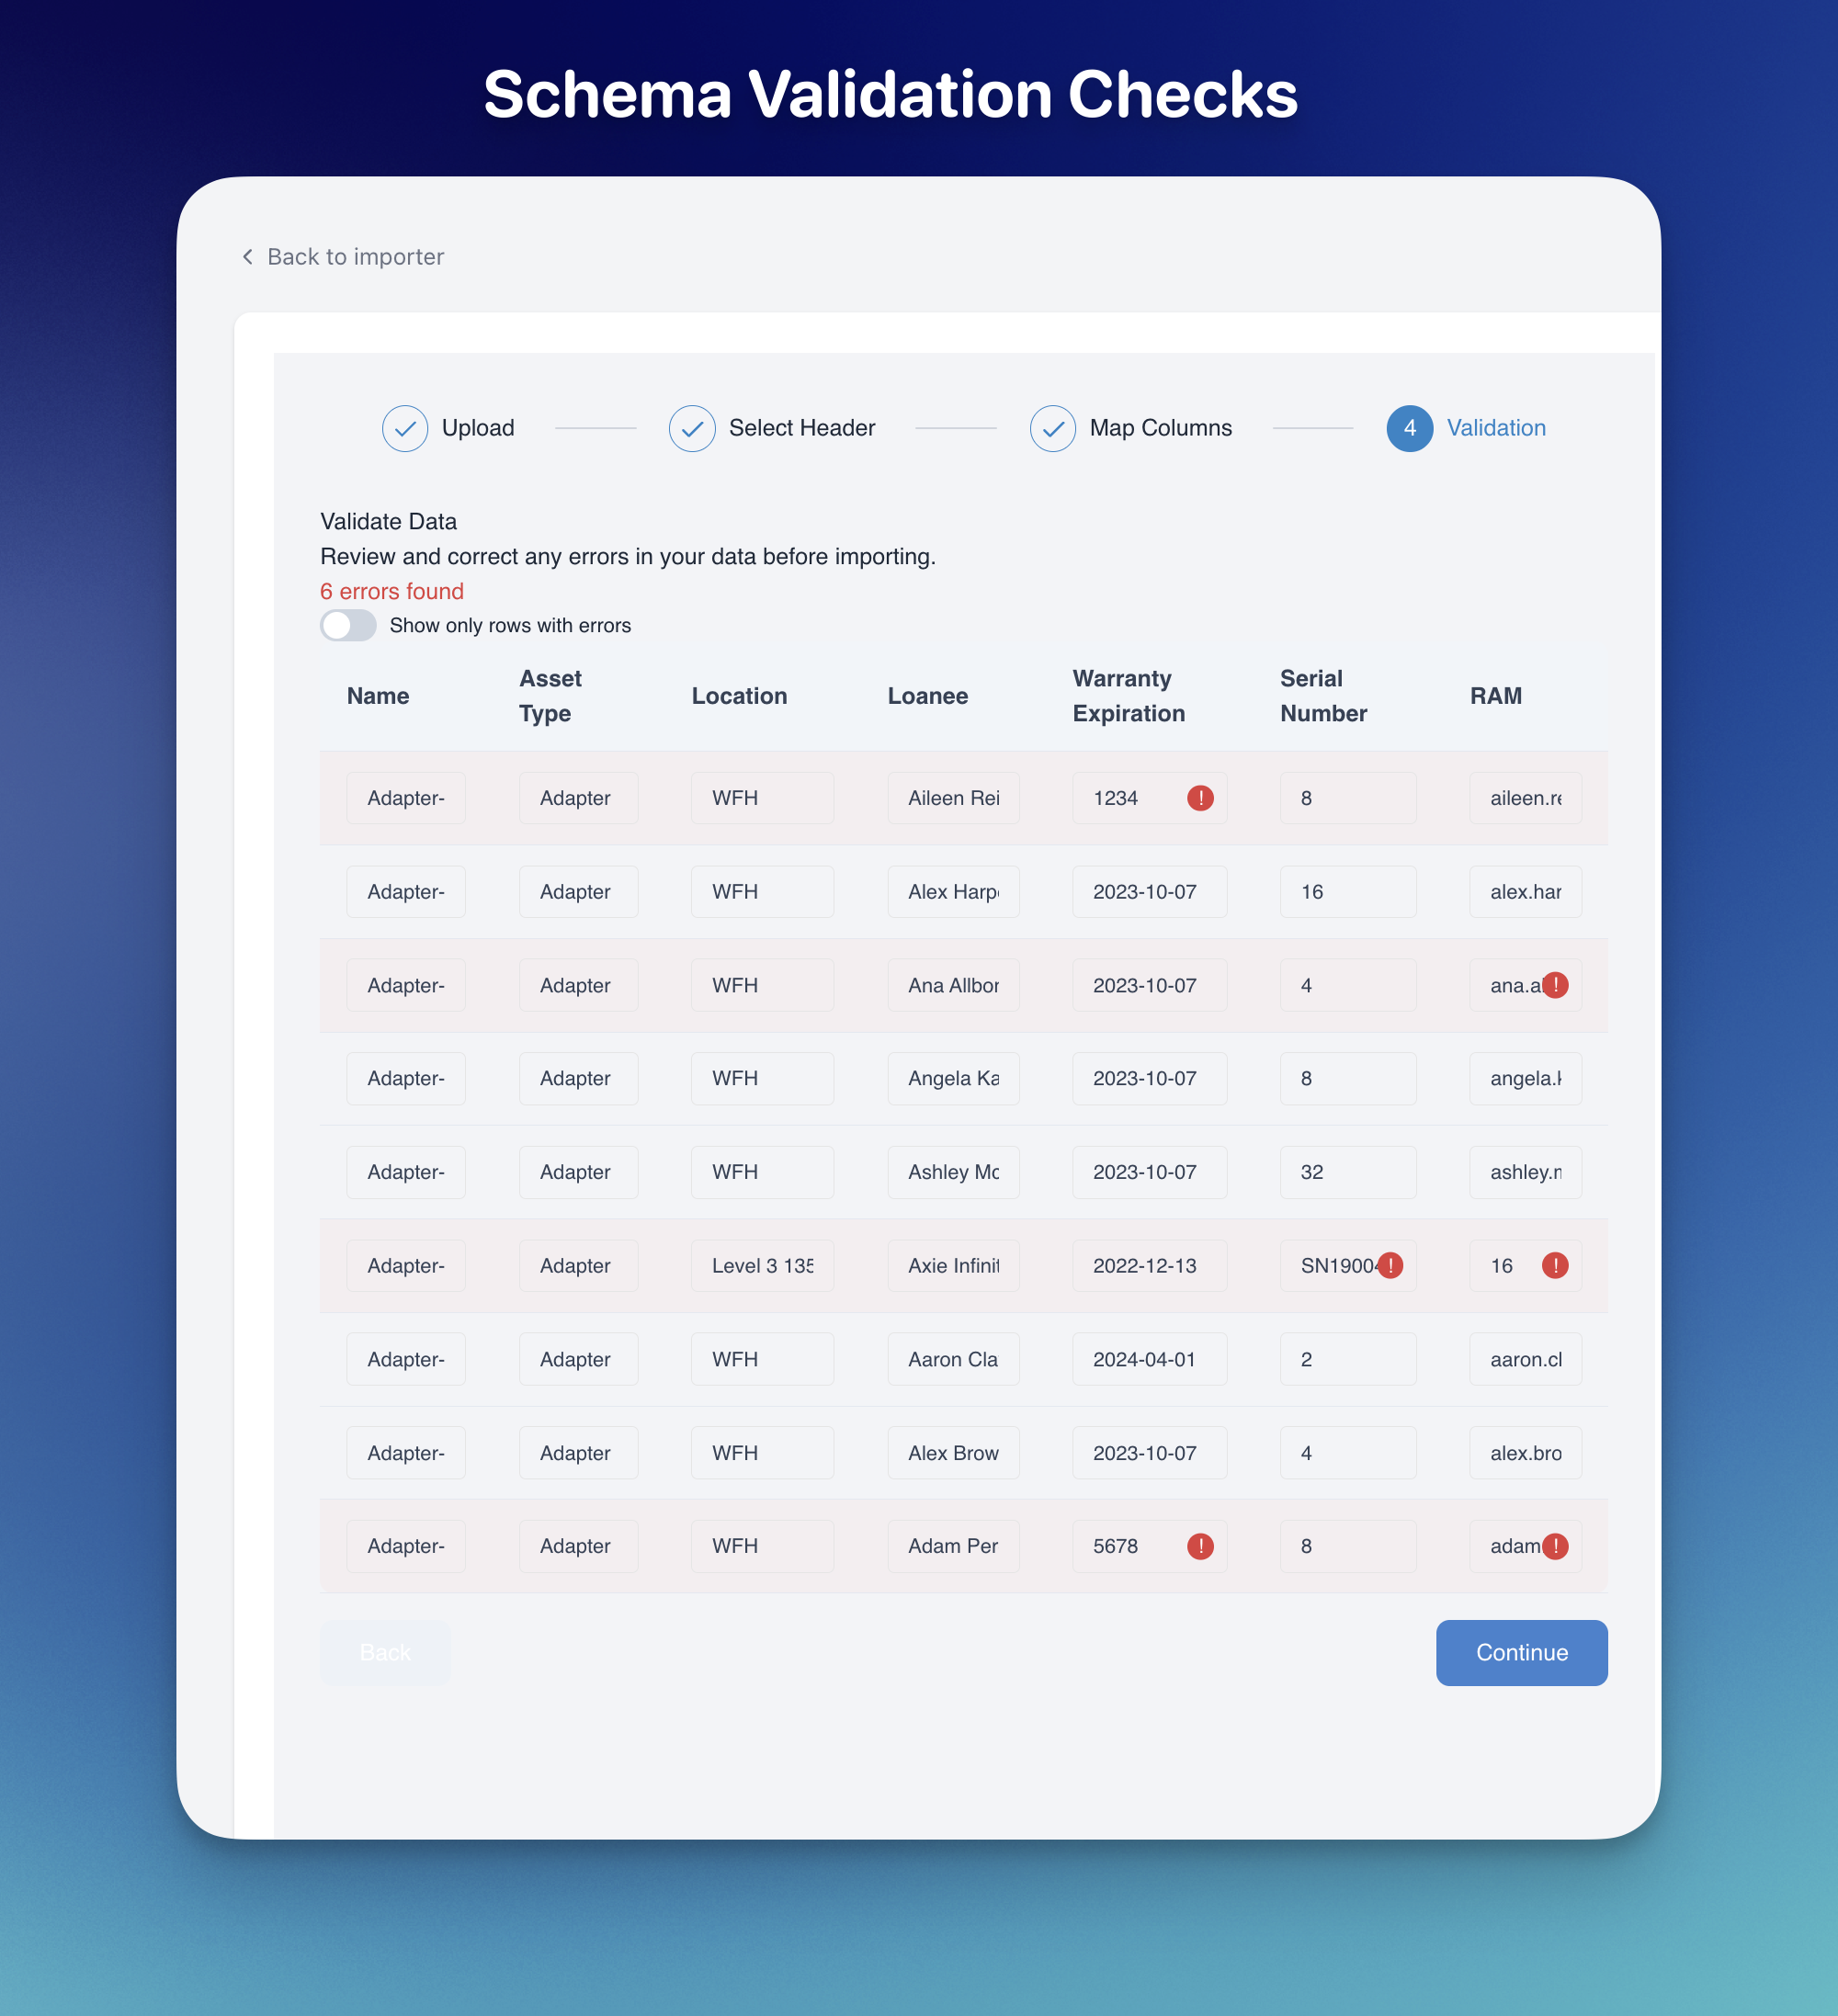 Schema Validation Checks
Back to importer
Upload Select Header Map Columns 4 Validation
Validate Data
Review and correct any errors in your data before importing.
6 errors found
Show only rows with errors
Name Asset Type Location Loanee Warranty Expiration Serial Number RAM
Adapter- Adapter WFH Aileen Rei 1234 ! 8 aileen.re
Adapter- Adapter WFH Alex Harp 2023-10-07 16 alex.har
Adapter- Adapter WFH Ana Allbor 2023-10-07 4 ana.a !
Adapter- Adapter WFH Angela Ka 2023-10-07 8 angela.k
Adapter- Adapter WFH Ashley Mc 2023-10-07 32 ashley.
Adapter- Adapter Level 3 135 Axie Infinit 2022-12-13 SN1900 ! 16 !
Adapter- Adapter WFH Aaron Cla 2024-04-01 2 aaron.cl
Adapter- Adapter WFH Alex Brow 2023-10-07 4 alex.bro
Adapter- Adapter WFH Adam Per 5678 ! 8 adam !
Back Continue